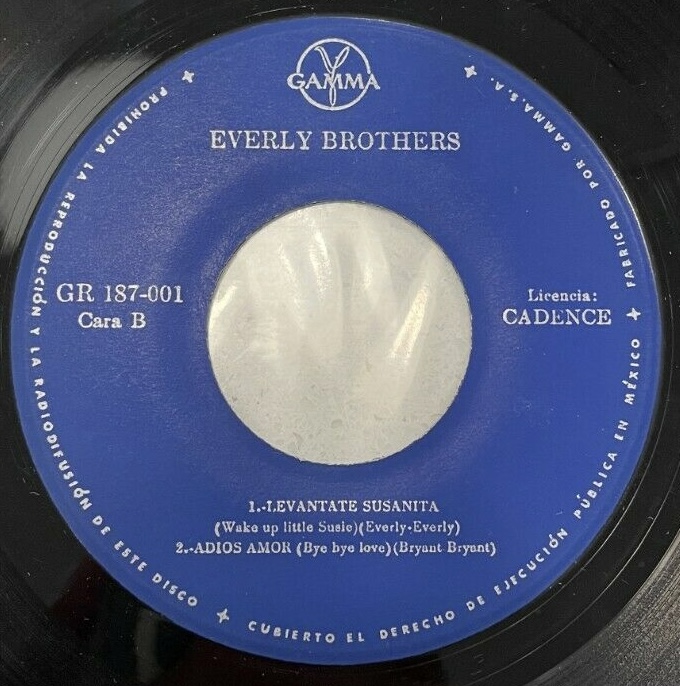 GAMMA
EVERLY BROTHERS
GR 187-001
Cara B
Licencia:
CADENCE
1.-LEVANTATE SUSANITA
(Wake up little Susie)(Everly-Everly)
2.-ADIOS AMOR (Bye bye love)(Bryant Bryant)
PROHIBIDA LA REPRODUCCIÓN Y LA RADIODIFUSIÓN DE ESTE DISCO ✦ CUBIERTO EL DERECHO DE EJECUCIÓN PÚBLICA EN MÉXICO ✦ FABRICADO POR GAMMA, S.A. ✦